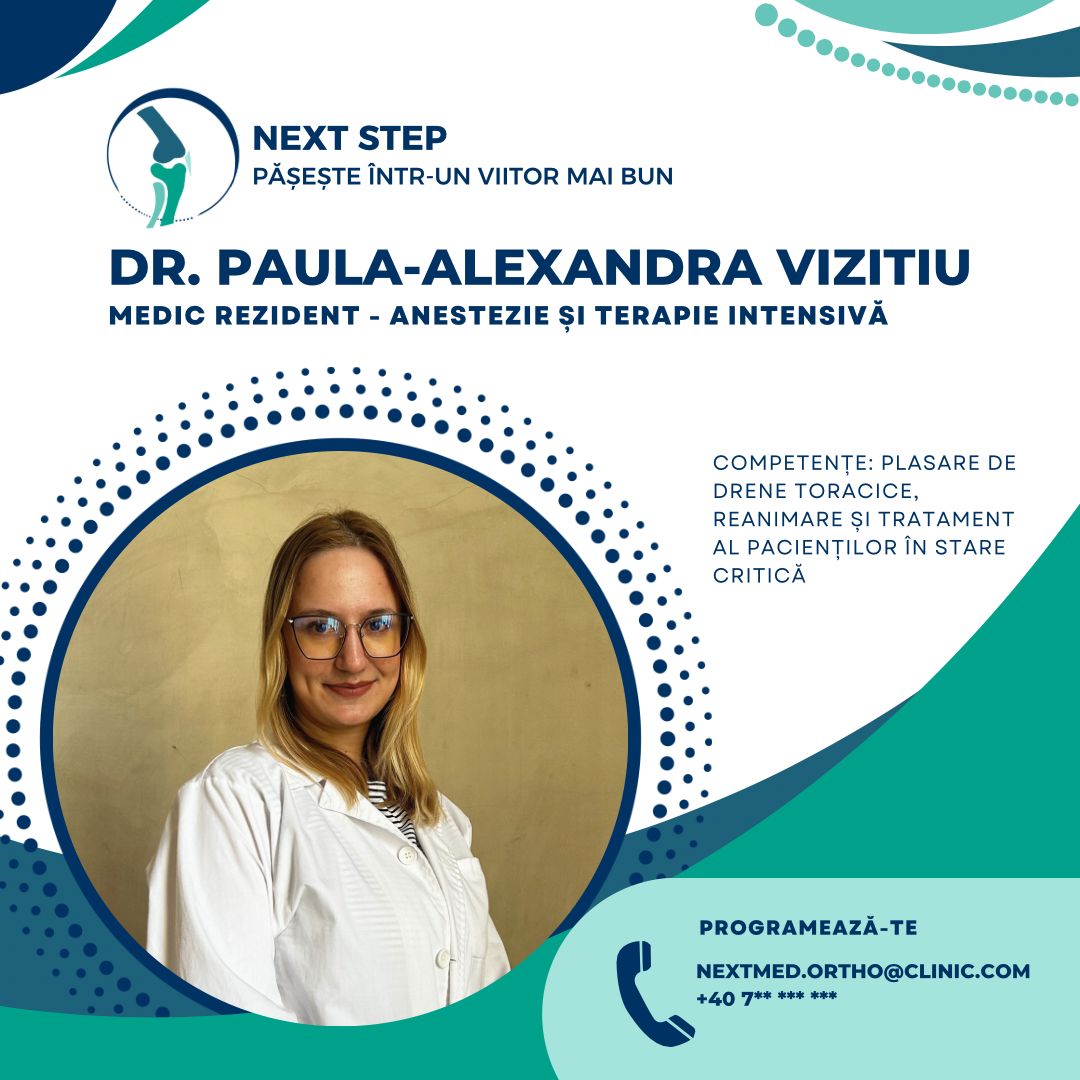 NEXT STEP
PĂȘEȘTE ÎNTR-UN VIITOR MAI BUN
DR. PAULA-ALEXANDRA VIZITIU
MEDIC REZIDENT - ANESTEZIE ȘI TERAPIE INTENSIVĂ
COMPETENȚE: PLASARE DE
DRENE TORACICE,
REANIMARE ȘI TRATAMENT
AL PACIENȚILOR ÎN STARE
CRITICĂ
PROGRAMEAZĂ-TE
NEXTMED.ORTHO@CLINIC.COM
+40 7** *** ***